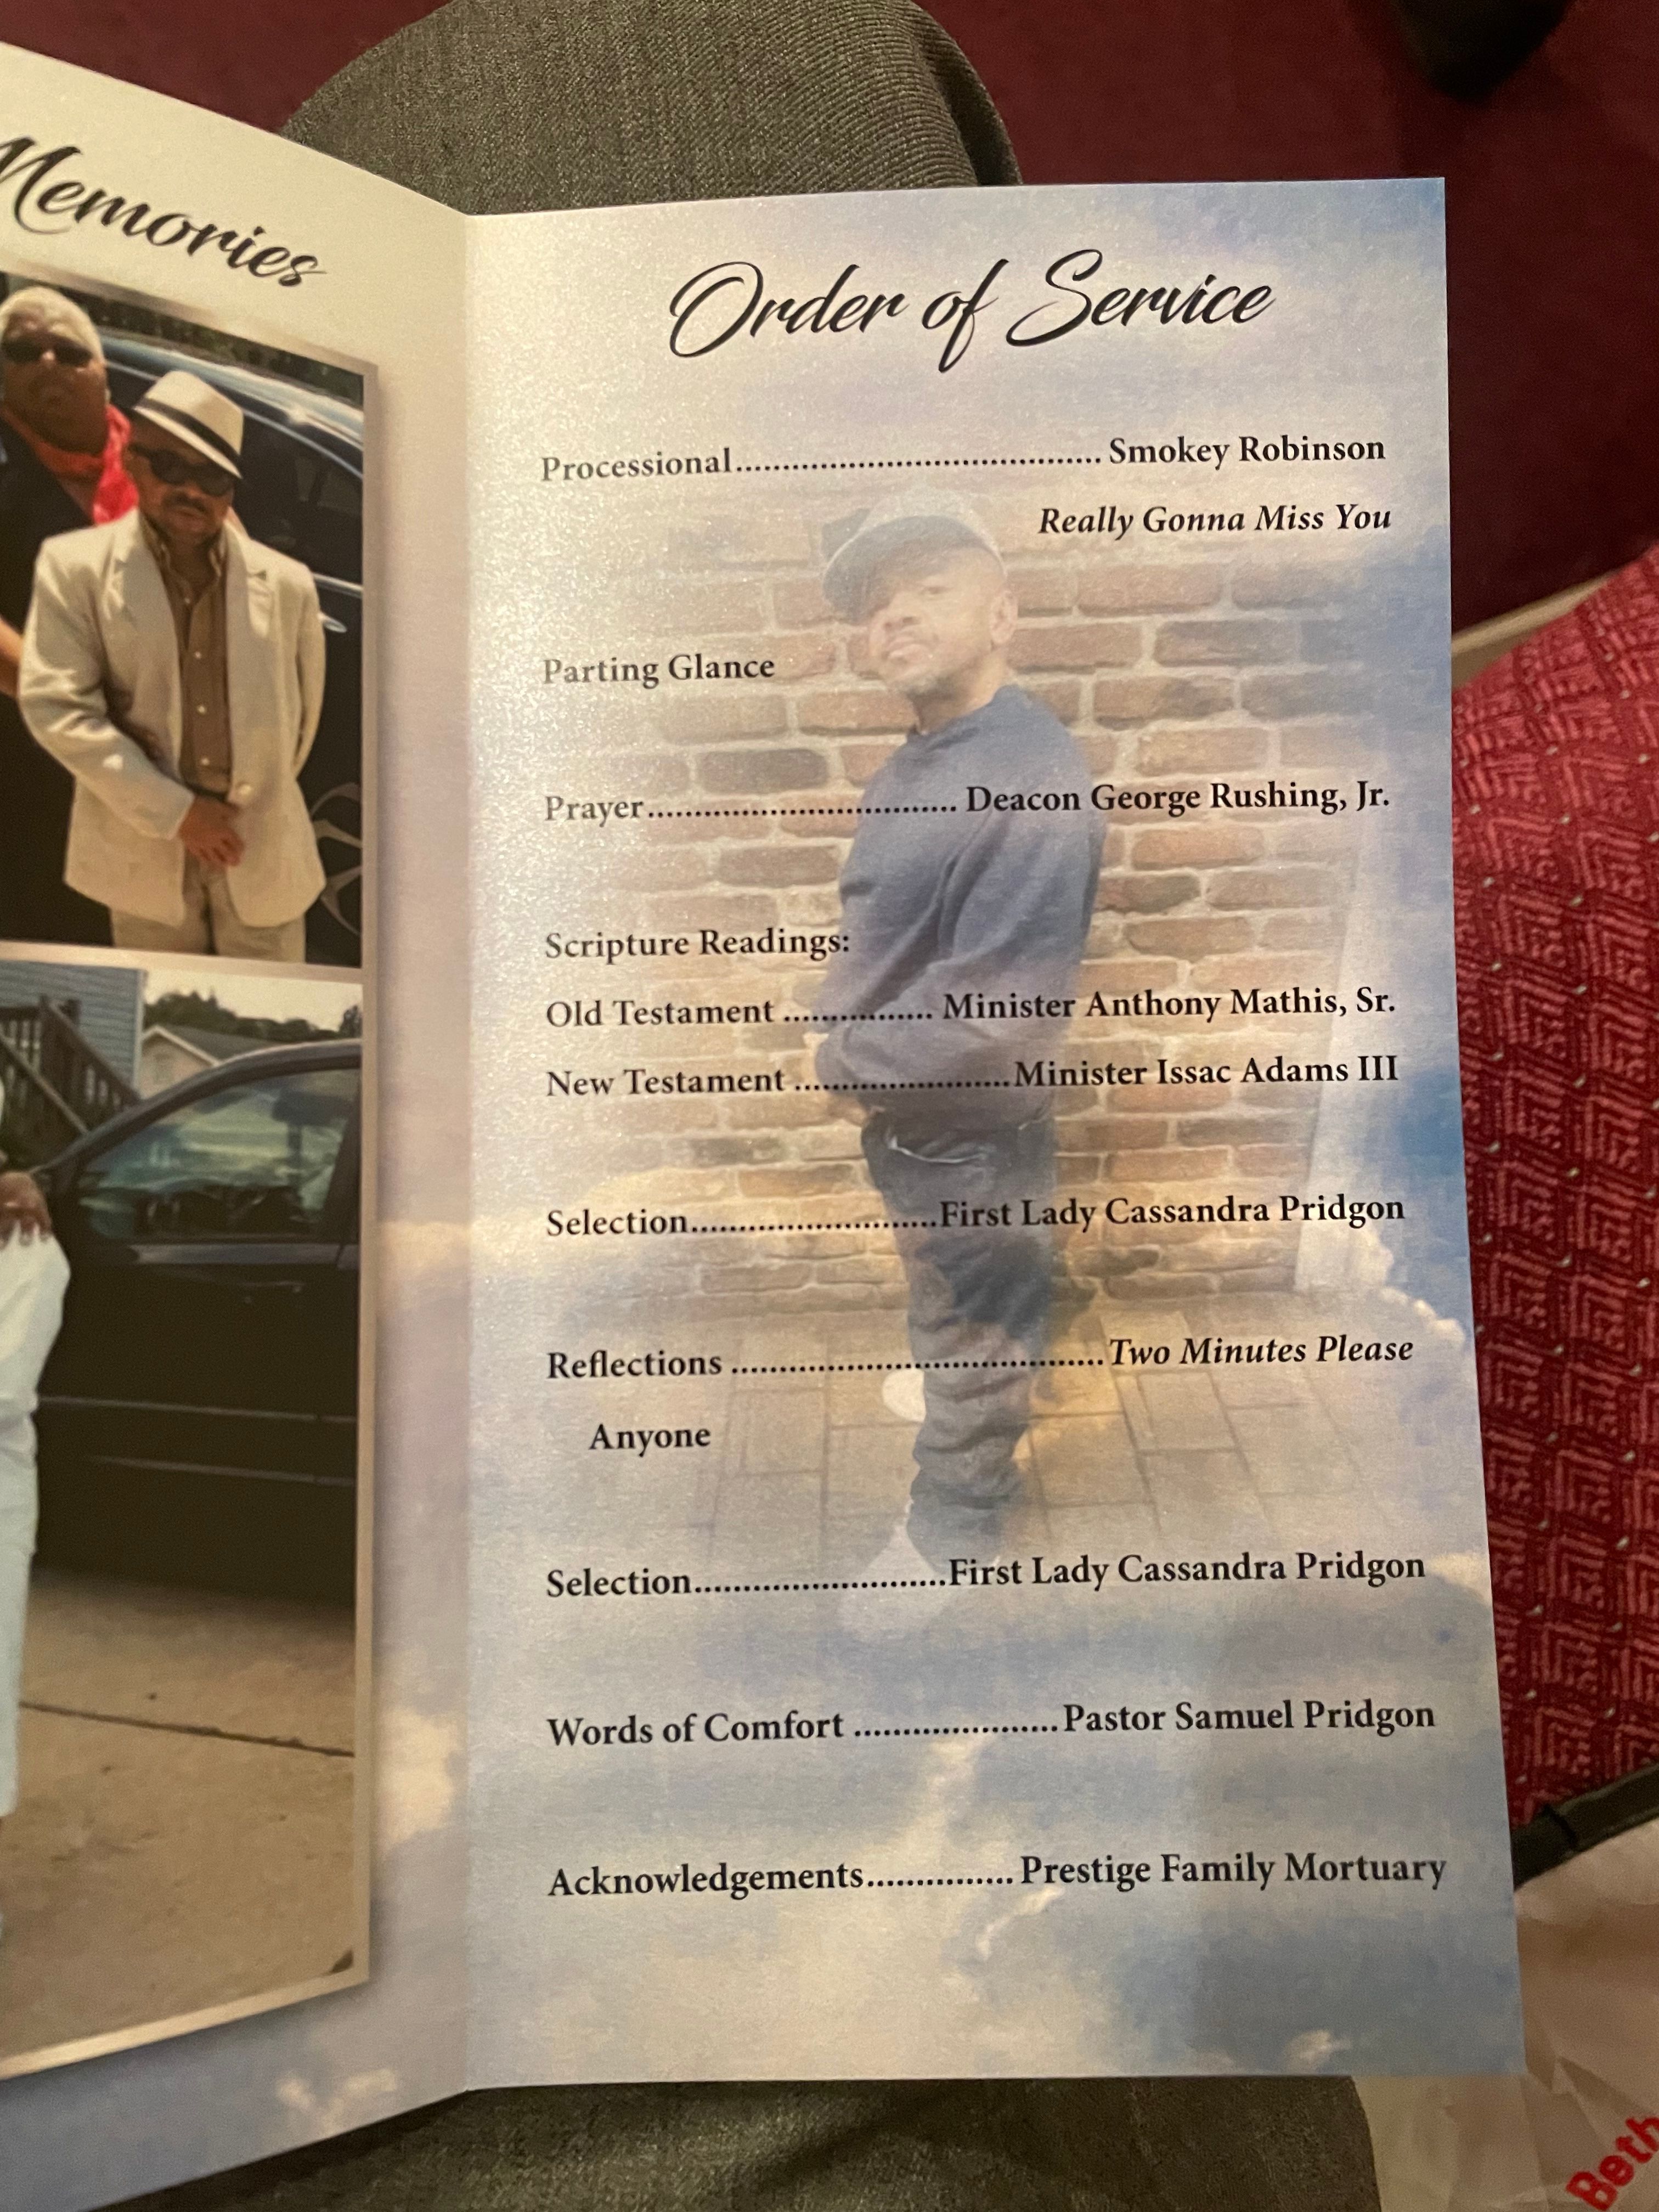 Memories
Order of Service
Processional....................................... Smokey Robinson
Really Gonna Miss You
Parting Glance
Prayer................................. Deacon George Rushing, Jr.
Scripture Readings:
Old Testament ................ Minister Anthony Mathis, Sr.
New Testament .......................Minister Issac Adams III
Selection..........................First Lady Cassandra Pridgon
Reflections .......................................Two Minutes Please
Anyone
Selection..........................First Lady Cassandra Pridgon
Words of Comfort .....................Pastor Samuel Pridgon
Acknowledgements............... Prestige Family Mortuary
Beth